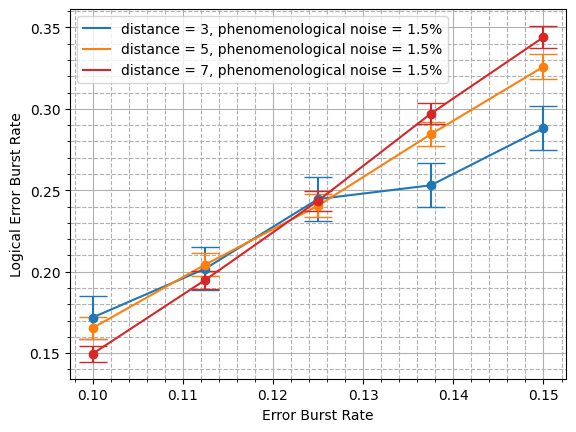 distance = 3, phenomenological noise = 1.5%
distance = 5, phenomenological noise = 1.5%
distance = 7, phenomenological noise = 1.5%
Logical Error Burst Rate
0.35
0.30
0.25
0.20
0.15
0.10 0.11 0.12 0.13 0.14 0.15
Error Burst Rate